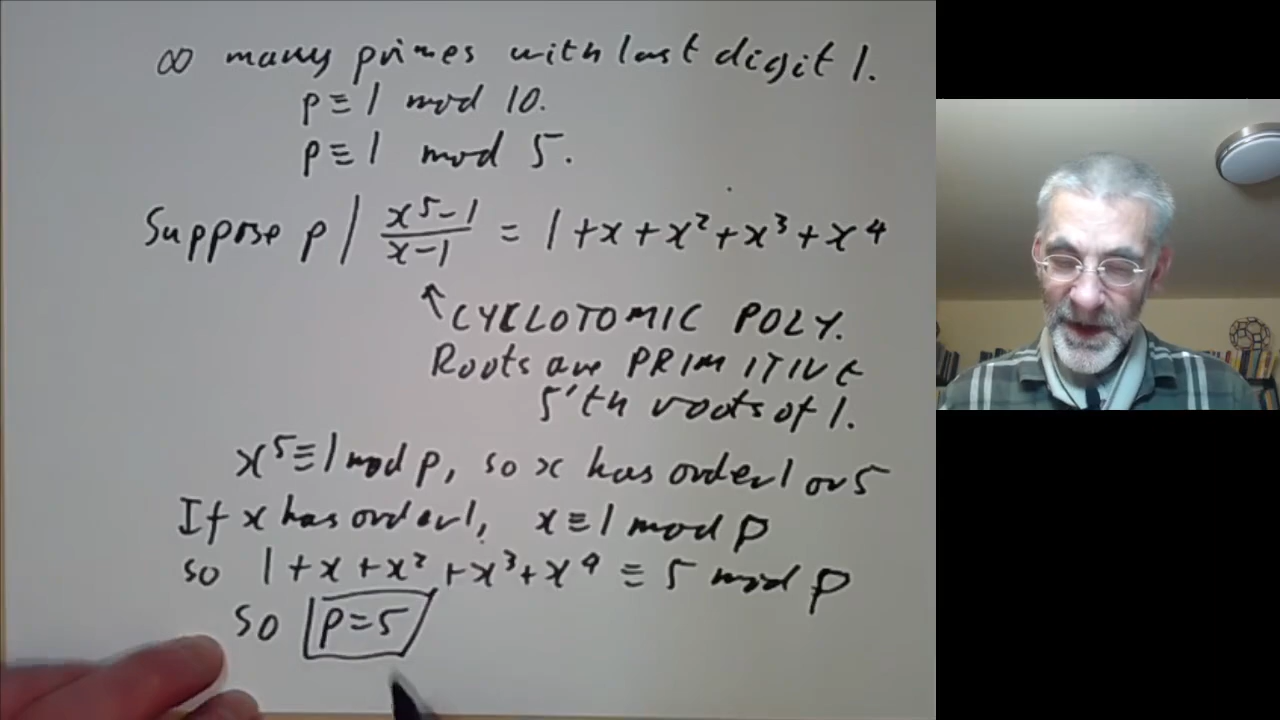 ∞ many primes with last digit 1.
p ≡ 1 mod 10.
p ≡ 1 mod 5.
Suppose p | x⁵-1 / x-1 = 1+x+x²+x³+x⁴
↑ CYCLOTOMIC POLY.
Roots are PRIMITIVE
5'th roots of 1.
x⁵ ≡ 1 mod p, so x has order 1 or 5
If x has order 1, x ≡ 1 mod p
so 1+x+x²+x³+x⁴ ≡ 5 mod p
so p=5